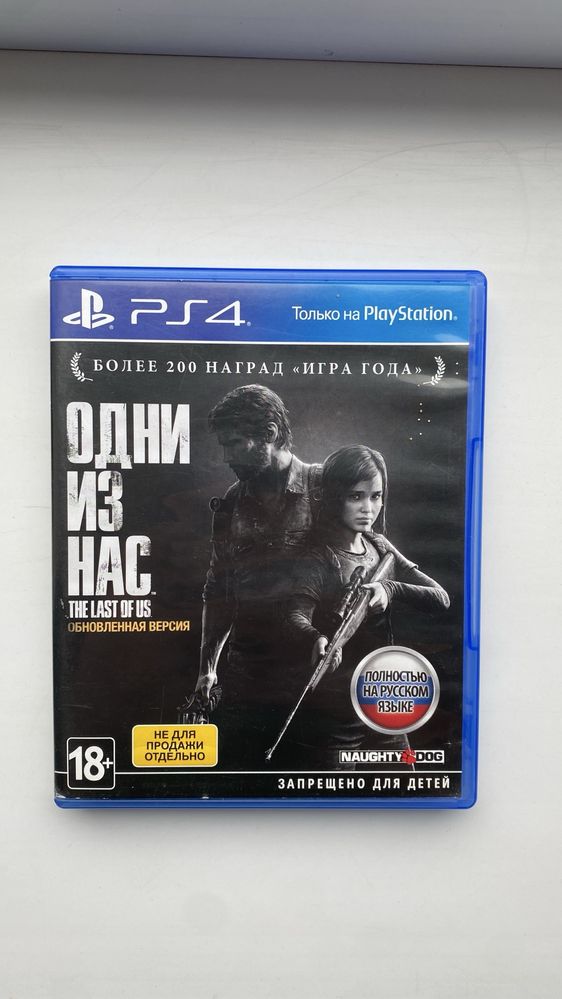 PS4 Только на PlayStation
БОЛЕЕ 200 НАГРАД «ИГРА ГОДА»
ОДНИ
ИЗ
НАС
THE LAST OF US
ОБНОВЛЕННАЯ ВЕРСИЯ
ПОЛНОСТЬЮ
НА РУССКОМ
ЯЗЫКЕ
НЕ ДЛЯ
ПРОДАЖИ
ОТДЕЛЬНО
18+
NAUGHTY DOG
ЗАПРЕЩЕНО ДЛЯ ДЕТЕЙ